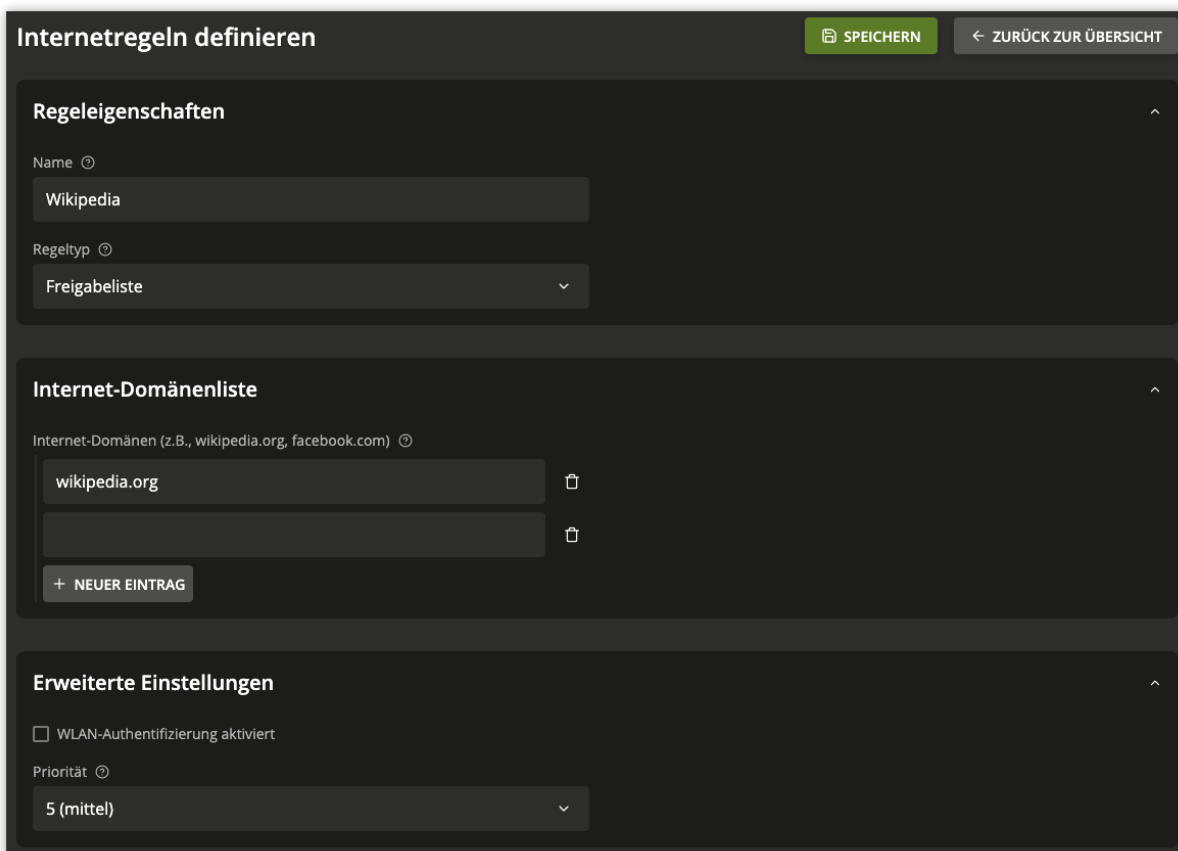 Internetregeln definieren
SPEICHERN
ZURÜCK ZUR ÜBERSICHT
Regeleigenschaften
Name
Wikipedia
Regeltyp
Freigabeliste
Internet-Domänenliste
Internet-Domänen (z.B., wikipedia.org, facebook.com)
wikipedia.org
+ NEUER EINTRAG
Erweiterte Einstellungen
WLAN-Authentifizierung aktiviert
Priorität
5 (mittel)